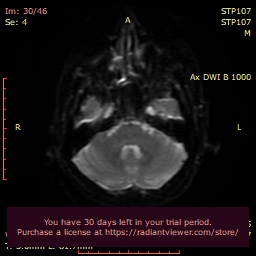 Im: 30/46
Se: 4
A
STP107
STP107
M
Ax DWI B 1000
R
L
You have 30 days left in your trial period.
Purchase a license at https://radiantviewer.com/store/